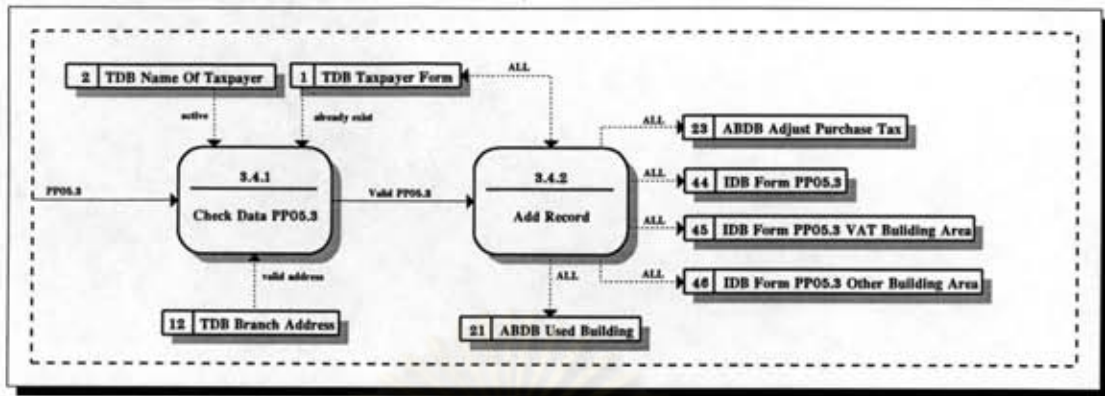 2 TDB Name Of Taxpayer
1 TDB Taxpayer Form
ALL
active
already exist
ALL
23 ABDB Adjust Purchase Tax
3.4.1
3.4.2
PP05.3
Valid PP05.3
ALL
44 IDB Form PP05.3
Check Data PP05.3
Add Record
ALL
45 IDB Form PP05.3 VAT Building Area
valid address
ALL
ALL
46 IDB Form PP05.3 Other Building Area
12 TDB Branch Address
21 ABDB Used Building